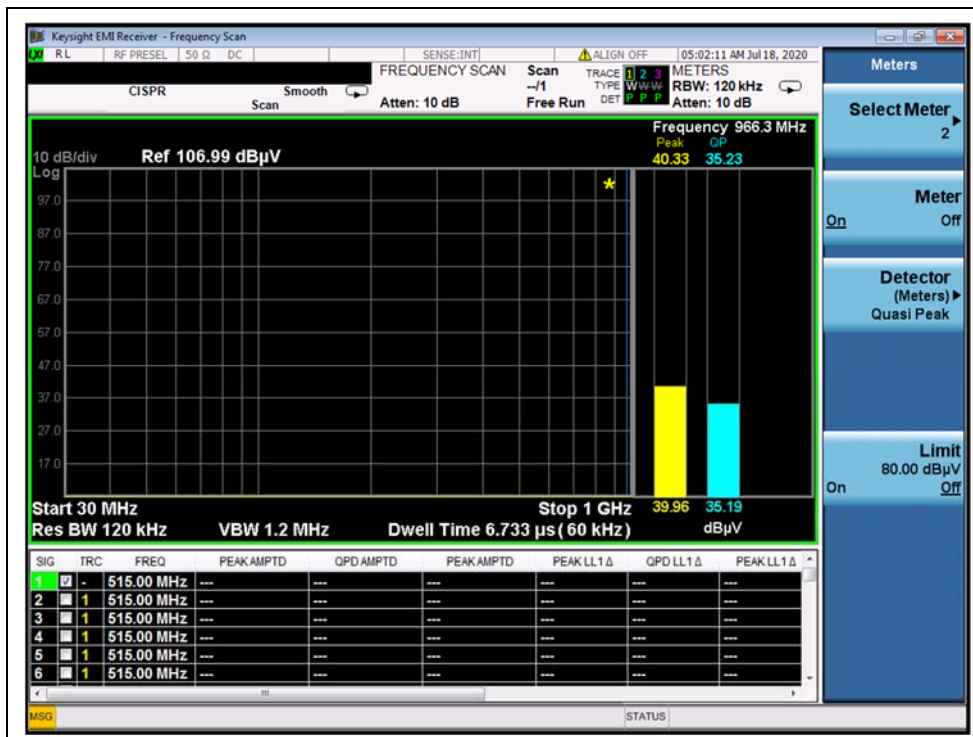 Keysight EMI Receiver - Frequency Scan
LXI RL RF PRESEL 50 Ω DC SENSE:INT ALIGN OFF 05:02:11 AM Jul 18, 2020
FREQUENCY SCAN Scan TRACE 1 2 3 METERS
CISPR Smooth --/1 TYPE W W W RBW: 120 kHz
Scan Atten: 10 dB Free Run DET P P P Atten: 10 dB
Frequency 966.3 MHz
Peak QP
10 dB/div Ref 106.99 dBµV 40.33 35.23
Log
97.0
87.0
77.0
67.0
57.0
47.0
37.0
27.0
17.0
Start 30 MHz Stop 1 GHz 39.96 35.19
Res BW 120 kHz VBW 1.2 MHz Dwell Time 6.733 µs (60 kHz) dBµV
SIG TRC FREQ PEAK AMPTD QPD AMPTD PEAK AMPTD PEAK LL1 Δ QPD LL1 Δ PEAK LL1 Δ
1 - 515.00 MHz --- --- --- --- --- ---
2 1 515.00 MHz --- --- --- --- --- ---
3 1 515.00 MHz --- --- --- --- --- ---
4 1 515.00 MHz --- --- --- --- --- ---
5 1 515.00 MHz --- --- --- --- --- ---
6 1 515.00 MHz --- --- --- --- --- ---
MSG STATUS
Meters
Select Meter
2
Meter
On Off
Detector
(Meters)
Quasi Peak
Limit
80.00 dBµV
On Off